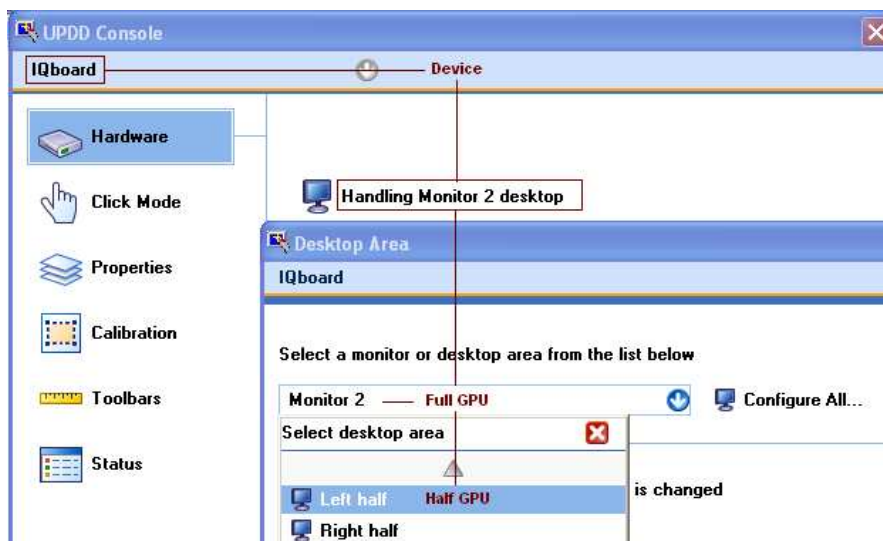 UPDD Console
IQboard
Device
Hardware
Click Mode
Handling Monitor 2 desktop
Desktop Area
Properties
IQboard
Calibration
Select a monitor or desktop area from the list below
Toolbars
Monitor 2
Full GPU
Configure All...
Select desktop area
Status
Left half
Half GPU
is changed
Right half